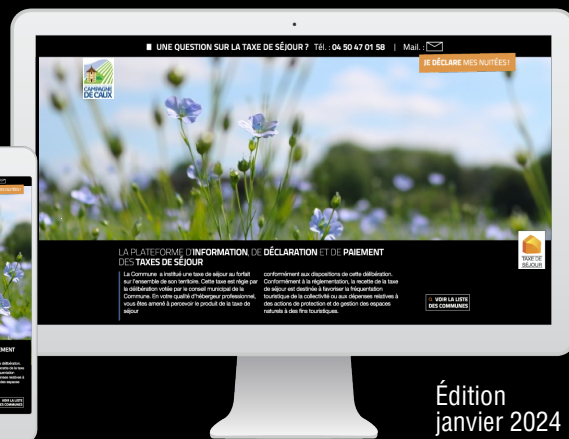 UNE QUESTION SUR LA TAXE DE SÉJOUR ? Tél. : 04 50 47 01 58 | Mail. :
JE DÉCLARE MES NUITÉES !
CAMPAGNE
DE CAUX
LA PLATEFORME D'INFORMATION, DE DÉCLARATION ET DE PAIEMENT
DES TAXES DE SÉJOUR
La Commune a institué une taxe de séjour au forfait
sur l'ensemble de son territoire. Cette taxe est régie par
la délibération votée par le conseil municipal de la
Commune. En votre qualité d'hébergeur professionnel,
vous êtes amené à percevoir le produit de la taxe de
séjour
conformément aux dispositions de cette délibération.
Conformément à la réglementation, la recette de la taxe
de séjour est destinée à favoriser la fréquentation
touristique de la collectivité ou aux dépenses relatives à
des actions de protection et de gestion des espaces
naturels à des fins touristiques.
TAXE DE
SÉJOUR
VOIR LA LISTE
DES COMMUNES
EMENT
VOIR LA LISTE
DES COMMUNES
Édition
janvier 2024